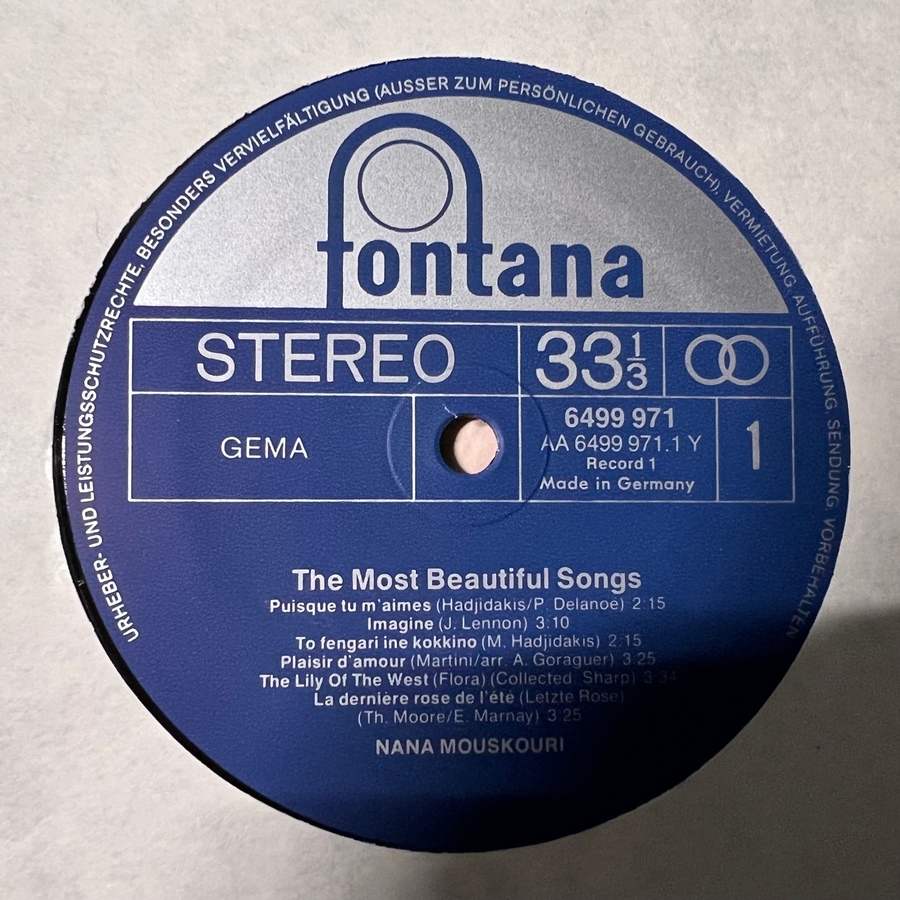 URHEBER- UND LEISTUNGSSCHUTZRECHTE, BESONDERS VERVIELFÄLTIGUNG (AUSSER ZUM PERSÖNLICHEN GEBRAUCH), VERMIETUNG, AUFFÜHRUNG, SENDUNG VORBEHALTEN
fontana
STEREO
33 1/3
GEMA
6499 971
AA 6499 971.1 Y
Record 1
Made in Germany
1
The Most Beautiful Songs
Puisque tu m'aimes (Hadjidakis/P. Delanoe) 2:15
Imagine (J. Lennon) 3:10
To fengari ine kokkino (M. Hadjidakis) 2:15
Plaisir d'amour (Martini/arr. A. Goraguer) 3:25
The Lily Of The West (Flora) (Collected. Sharp) 3:34
La dernière rose de l'été (Letzte Rose)
(Th. Moore/E. Marnay) 3:25
NANA MOUSKOURI